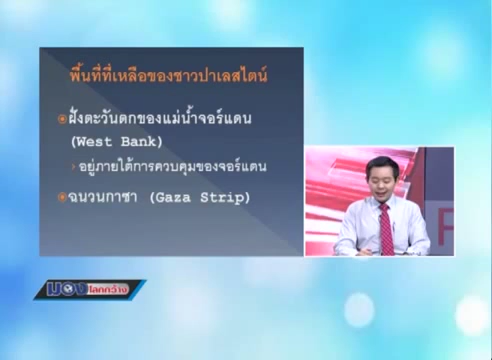 พื้นที่ที่เหลือของชาวปาเลสไตน์
ฝั่งตะวันตกของแม่น้ำจอร์แดน
(West Bank)
› อยู่ภายใต้การควบคุมของจอร์แดน
ฉนวนกาซา (Gaza Strip)
มองโลกกว้าง